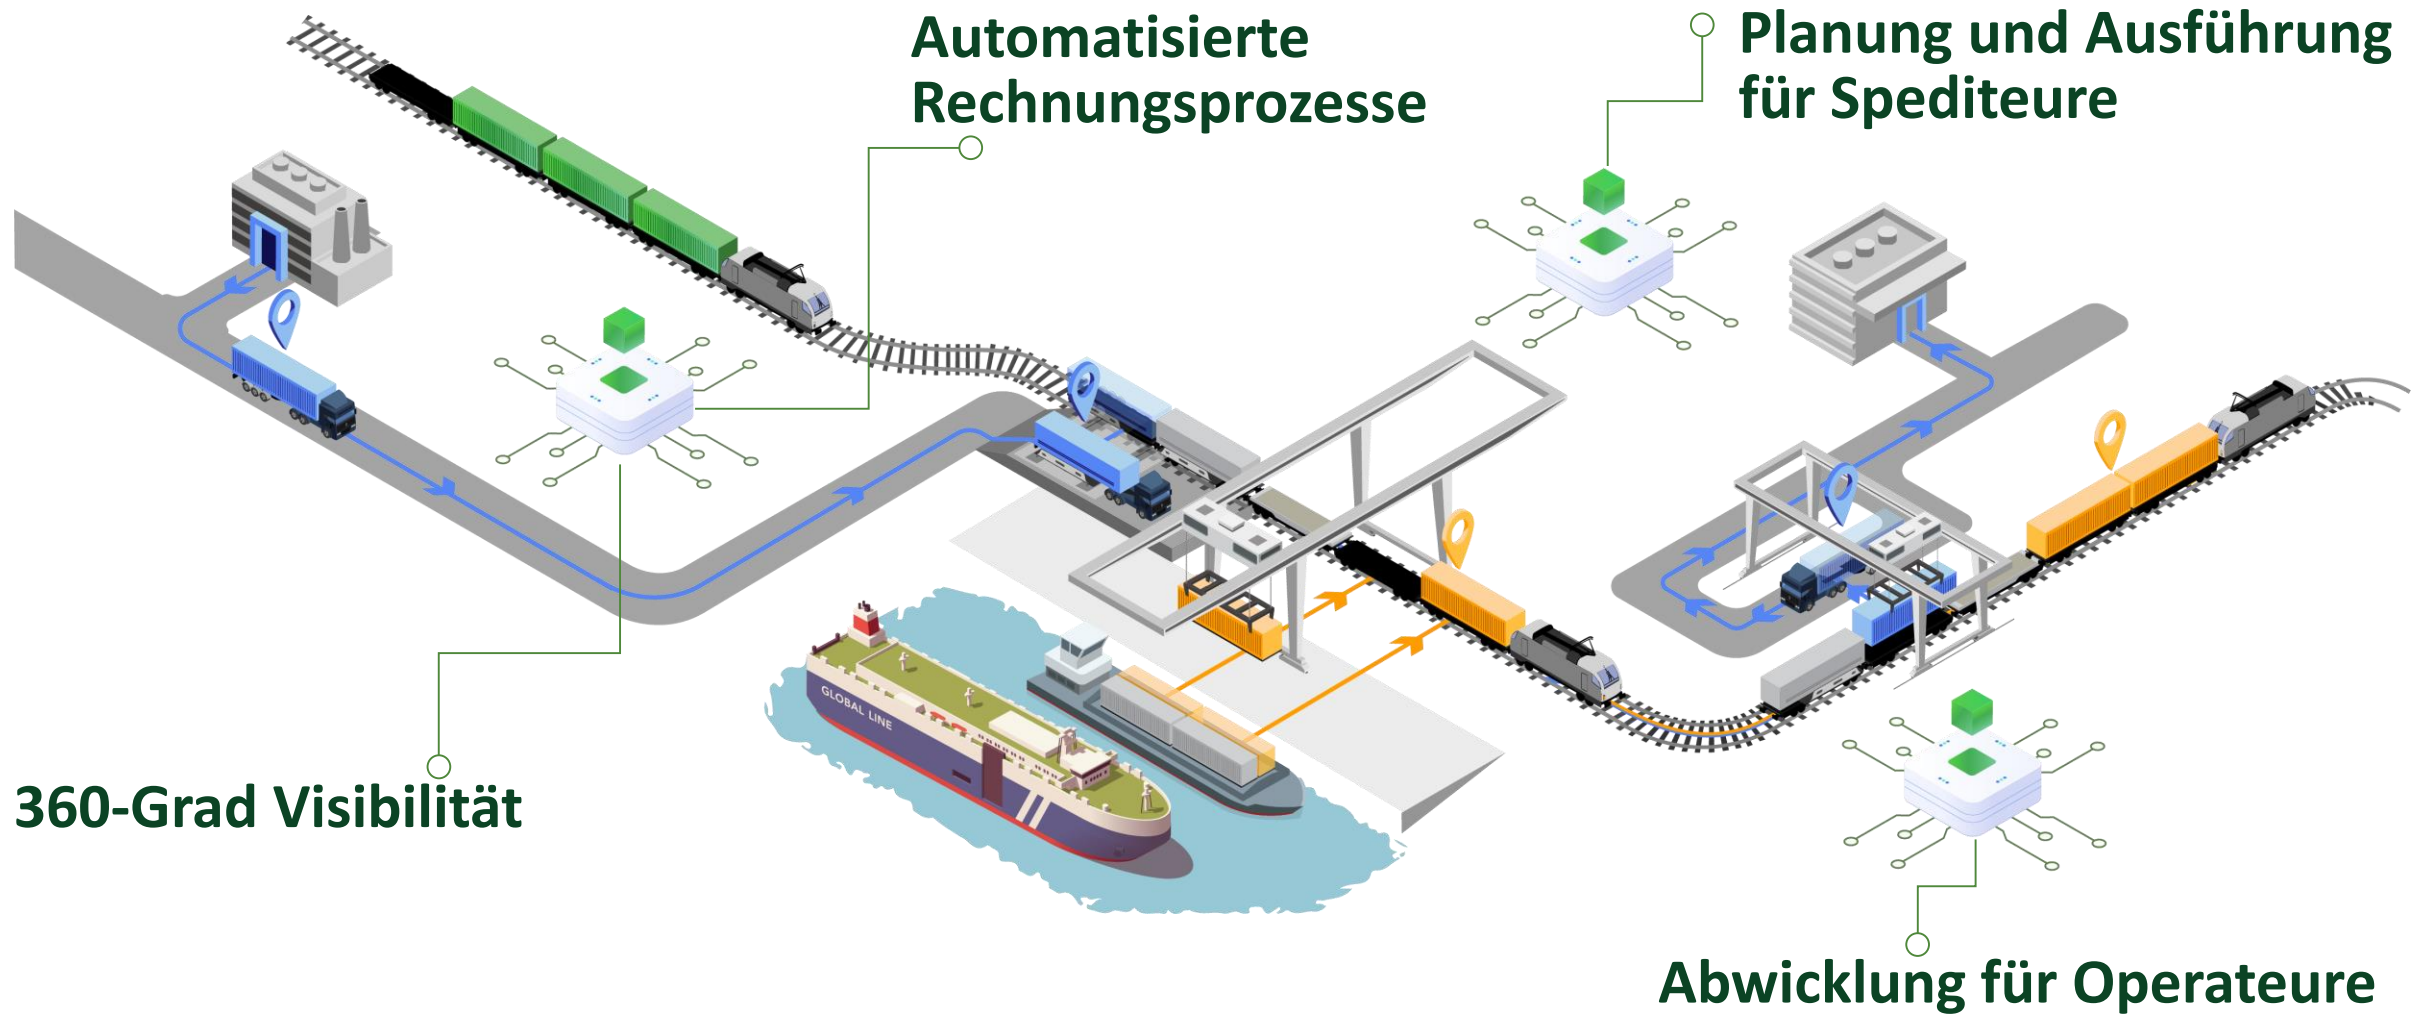 Automatisierte
Rechnungsprozesse
Planung und Ausführung
für Spediteure
GLOBAL LINE
360-Grad Visibilität
Abwicklung für Operateure